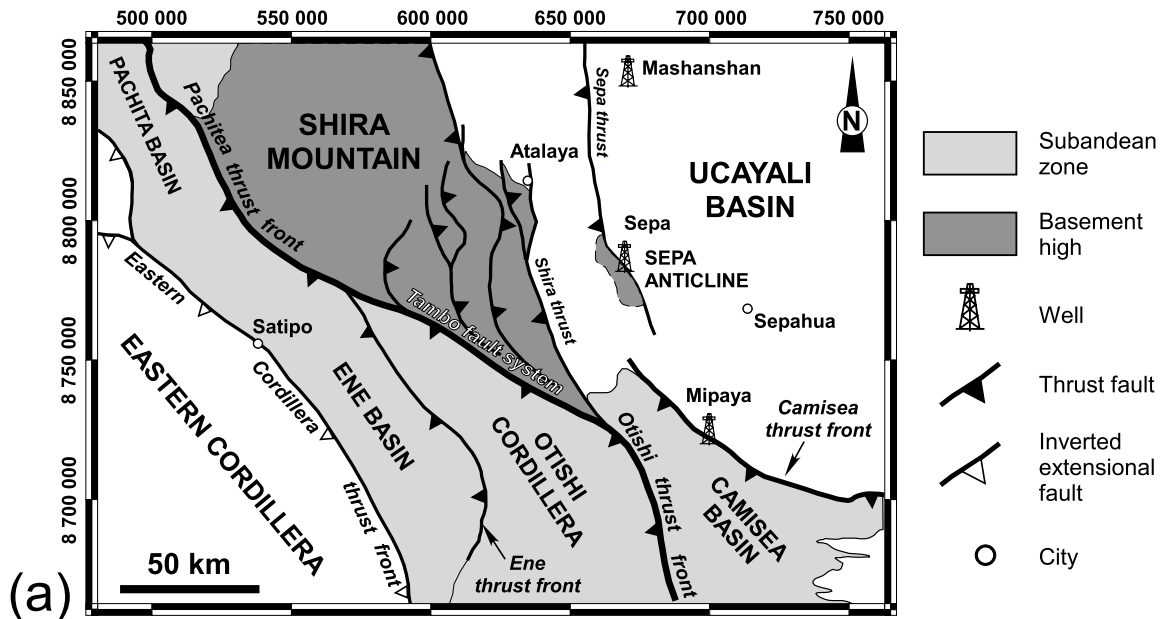 500 000 550 000 600 000 650 000 700 000 750 000
8 850 000
8 800 000
8 750 000
8 700 000
PACHITA BASIN
Pachitea thrust front
SHIRA
MOUNTAIN
Atalaya
Sepa thrust
Mashanshan
N
UCAYALI
BASIN
Sepa
SEPA
ANTICLINE
Sepahua
Shira thrust
Tambo fault system
Eastern Cordillera thrust front
Satipo
EASTERN CORDILLERA
ENE BASIN
OTISHI
CORDILLERA
Otishi thrust front
Mipaya
Camisea
thrust front
CAMISEA
BASIN
Ene
thrust front
50 km
(a)
Subandean
zone
Basement
high
Well
Thrust fault
Inverted
extensional
fault
City